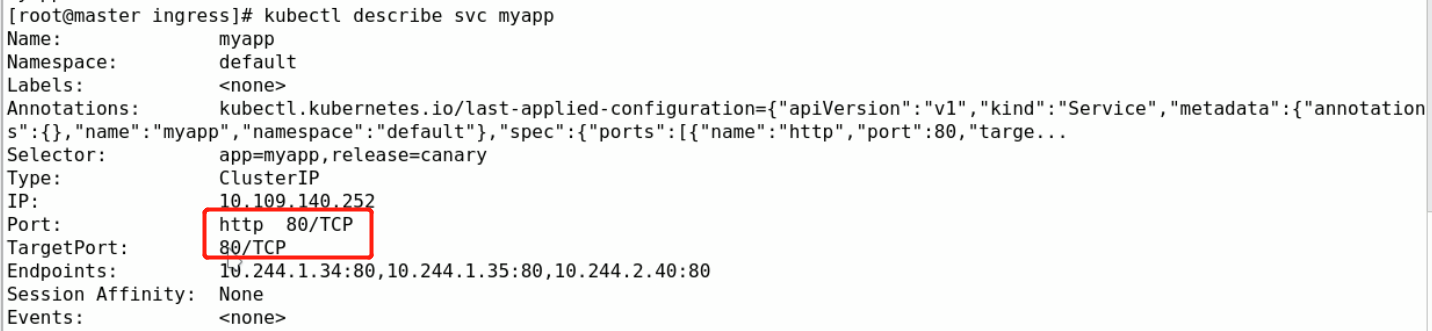 [root@master ingress]# kubectl describe svc myapp
Name:              myapp
Namespace:         default
Labels:            <none>
Annotations:       kubectl.kubernetes.io/last-applied-configuration={"apiVersion":"v1","kind":"Service","metadata":{"annotation
s":{},"name":"myapp","namespace":"default"},"spec":{"ports":[{"name":"http","port":80,"targe...
Selector:          app=myapp,release=canary
Type:              ClusterIP
IP:                10.109.140.252
Port:              http  80/TCP
TargetPort:        80/TCP
Endpoints:         10.244.1.34:80,10.244.1.35:80,10.244.2.40:80
Session Affinity:  None
Events:            <none>